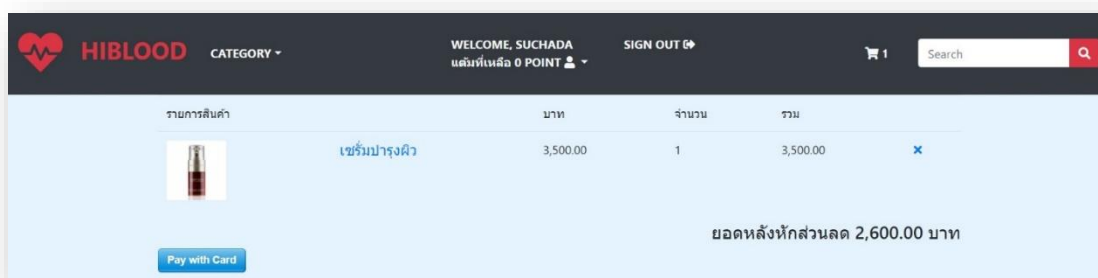 HIBLOOD CATEGORY
WELCOME, SUCHADA
แต้มที่เหลือ 0 POINT
SIGN OUT
1
Search
รายการสินค้า บาท จำนวน รวม
เซรั่มบำรุงผิว 3,500.00 1 3,500.00
ยอดหลังหักส่วนลด 2,600.00 บาท
Pay with Card